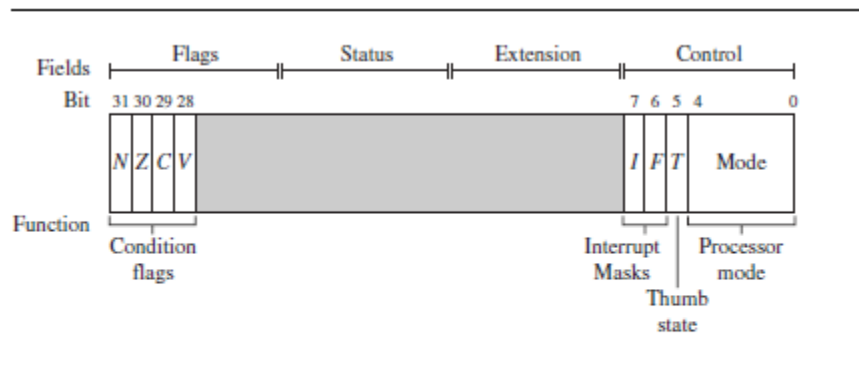 Fields Flags Status Extension Control
Bit 31 30 29 28 7 6 5 4 0
N Z C V I F T Mode
Function
Condition flags
Interrupt Masks
Processor mode
Thumb state